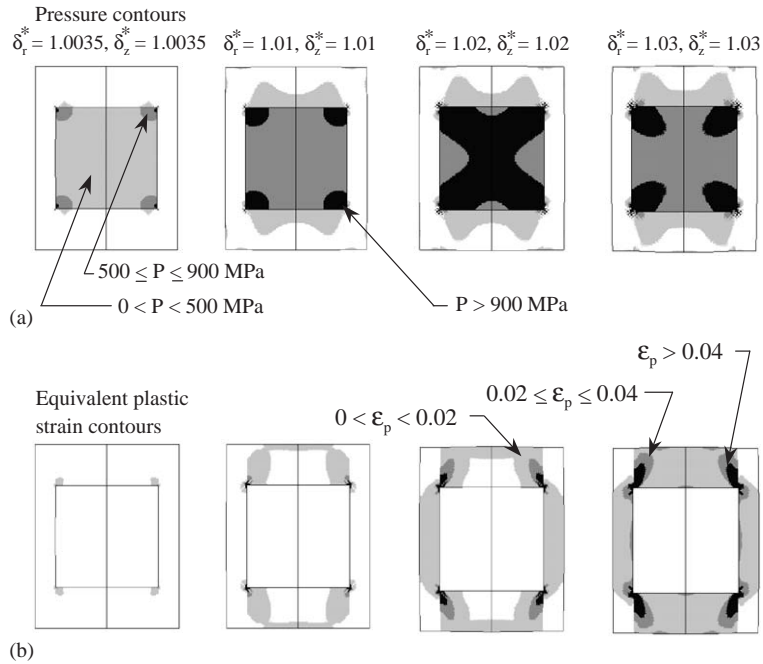 Pressure contours
δ*r = 1.0035, δ*z = 1.0035
δ*r = 1.01, δ*z = 1.01
δ*r = 1.02, δ*z = 1.02
δ*r = 1.03, δ*z = 1.03
500 ≤ P ≤ 900 MPa
0 < P < 500 MPa
P > 900 MPa
(a)
εp > 0.04
0.02 ≤ εp ≤ 0.04
0 < εp < 0.02
Equivalent plastic
strain contours
(b)